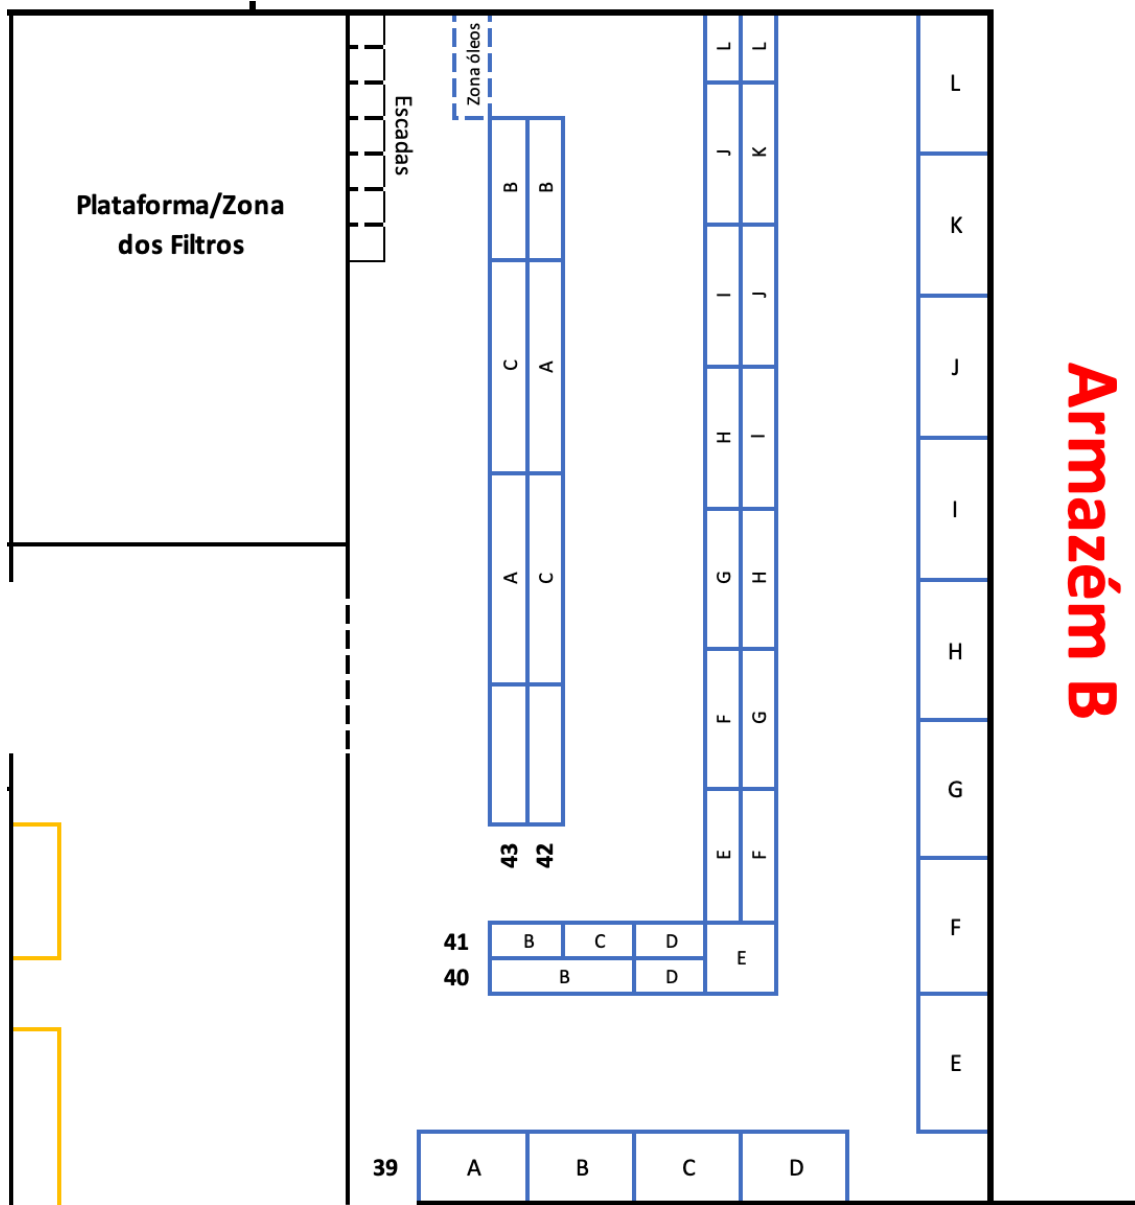 Plataforma/Zona
dos Filtros
Escadas
Zona óleos
B
C
A
43
B
A
C
42
L
J
I
H
G
F
E
L
K
J
I
H
G
F
41
B
C
D
40
B
D
E
L
K
J
I
H
G
F
E
39
A
B
C
D
Armazém B